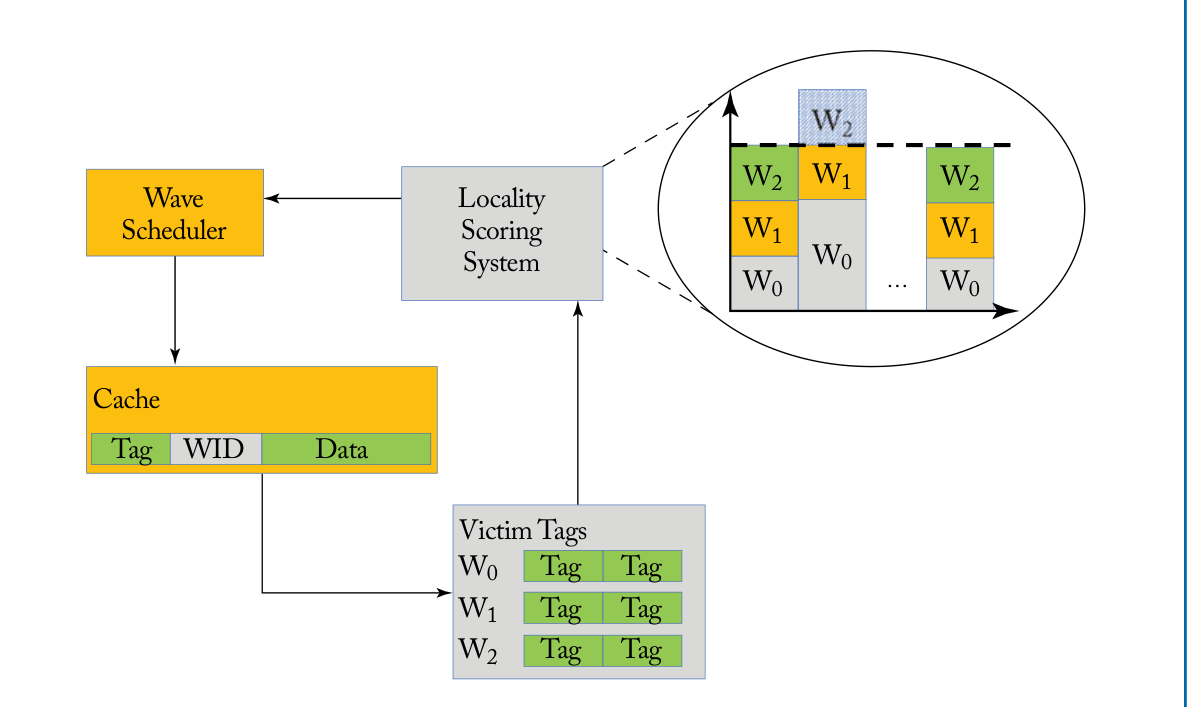 Wave
Scheduler
Locality
Scoring
System
W₂
W₂ W₁ W₂
W₁ W₁
W₀ W₀ ... W₀
Cache
Tag WID Data
Victim Tags
W₀ Tag Tag
W₁ Tag Tag
W₂ Tag Tag